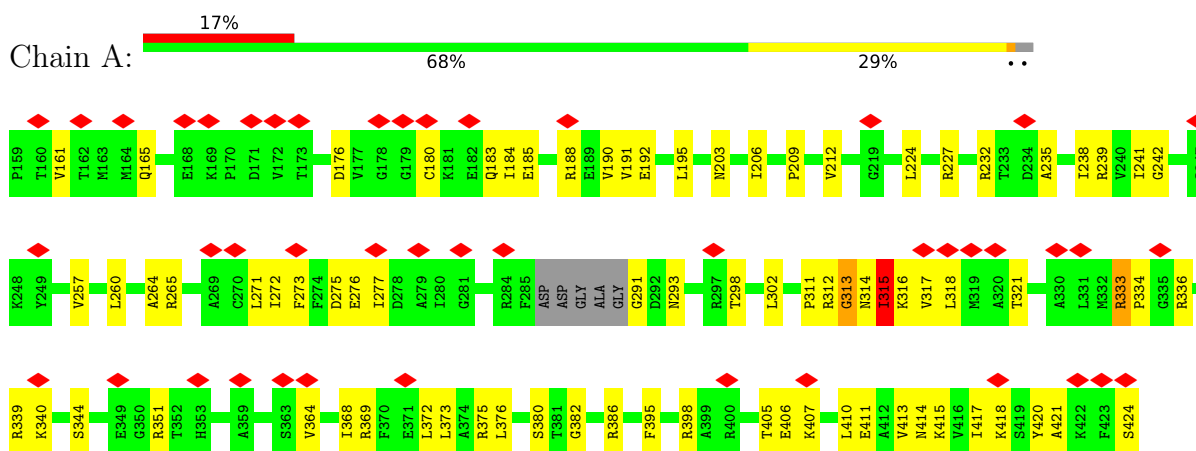 17%
Chain A:
68% 29% • •
P159 T160 V161 T162 M163 M164 Q165 E168 K169 P170 D171 V172 T173 D176 V177 G178 G179 C180 K181 E182 Q183 I184 E185 R188 E189 V190 V191 E192 L195 N203 I206 P209 V212 G219 L224 R227 R232 T233 D234 A235 I238 R239 V240 I241 G242
K248 Y249 V257 L260 A264 R265 A269 C270 L271 I272 F273 F274 D275 E276 I277 D278 A279 I280 G281 R284 F285 ASP ASP GLY ALA GLY G291 D292 N293 R297 T298 L302 P311 R312 G313 N314 I315 K316 V317 L318 M319 A320 T321 A330 L331 M332 R333 P334 G335 R336
R339 K340 S344 E349 G350 R351 T352 H353 A359 S363 V364 I368 R369 F370 E371 L372 L373 A374 R375 L376 S380 T381 G382 R386 F395 R398 A399 R400 T405 E406 K407 L410 E411 A412 V413 N414 K415 V416 I417 K418 S419 Y420 A421 K422 F423 S424